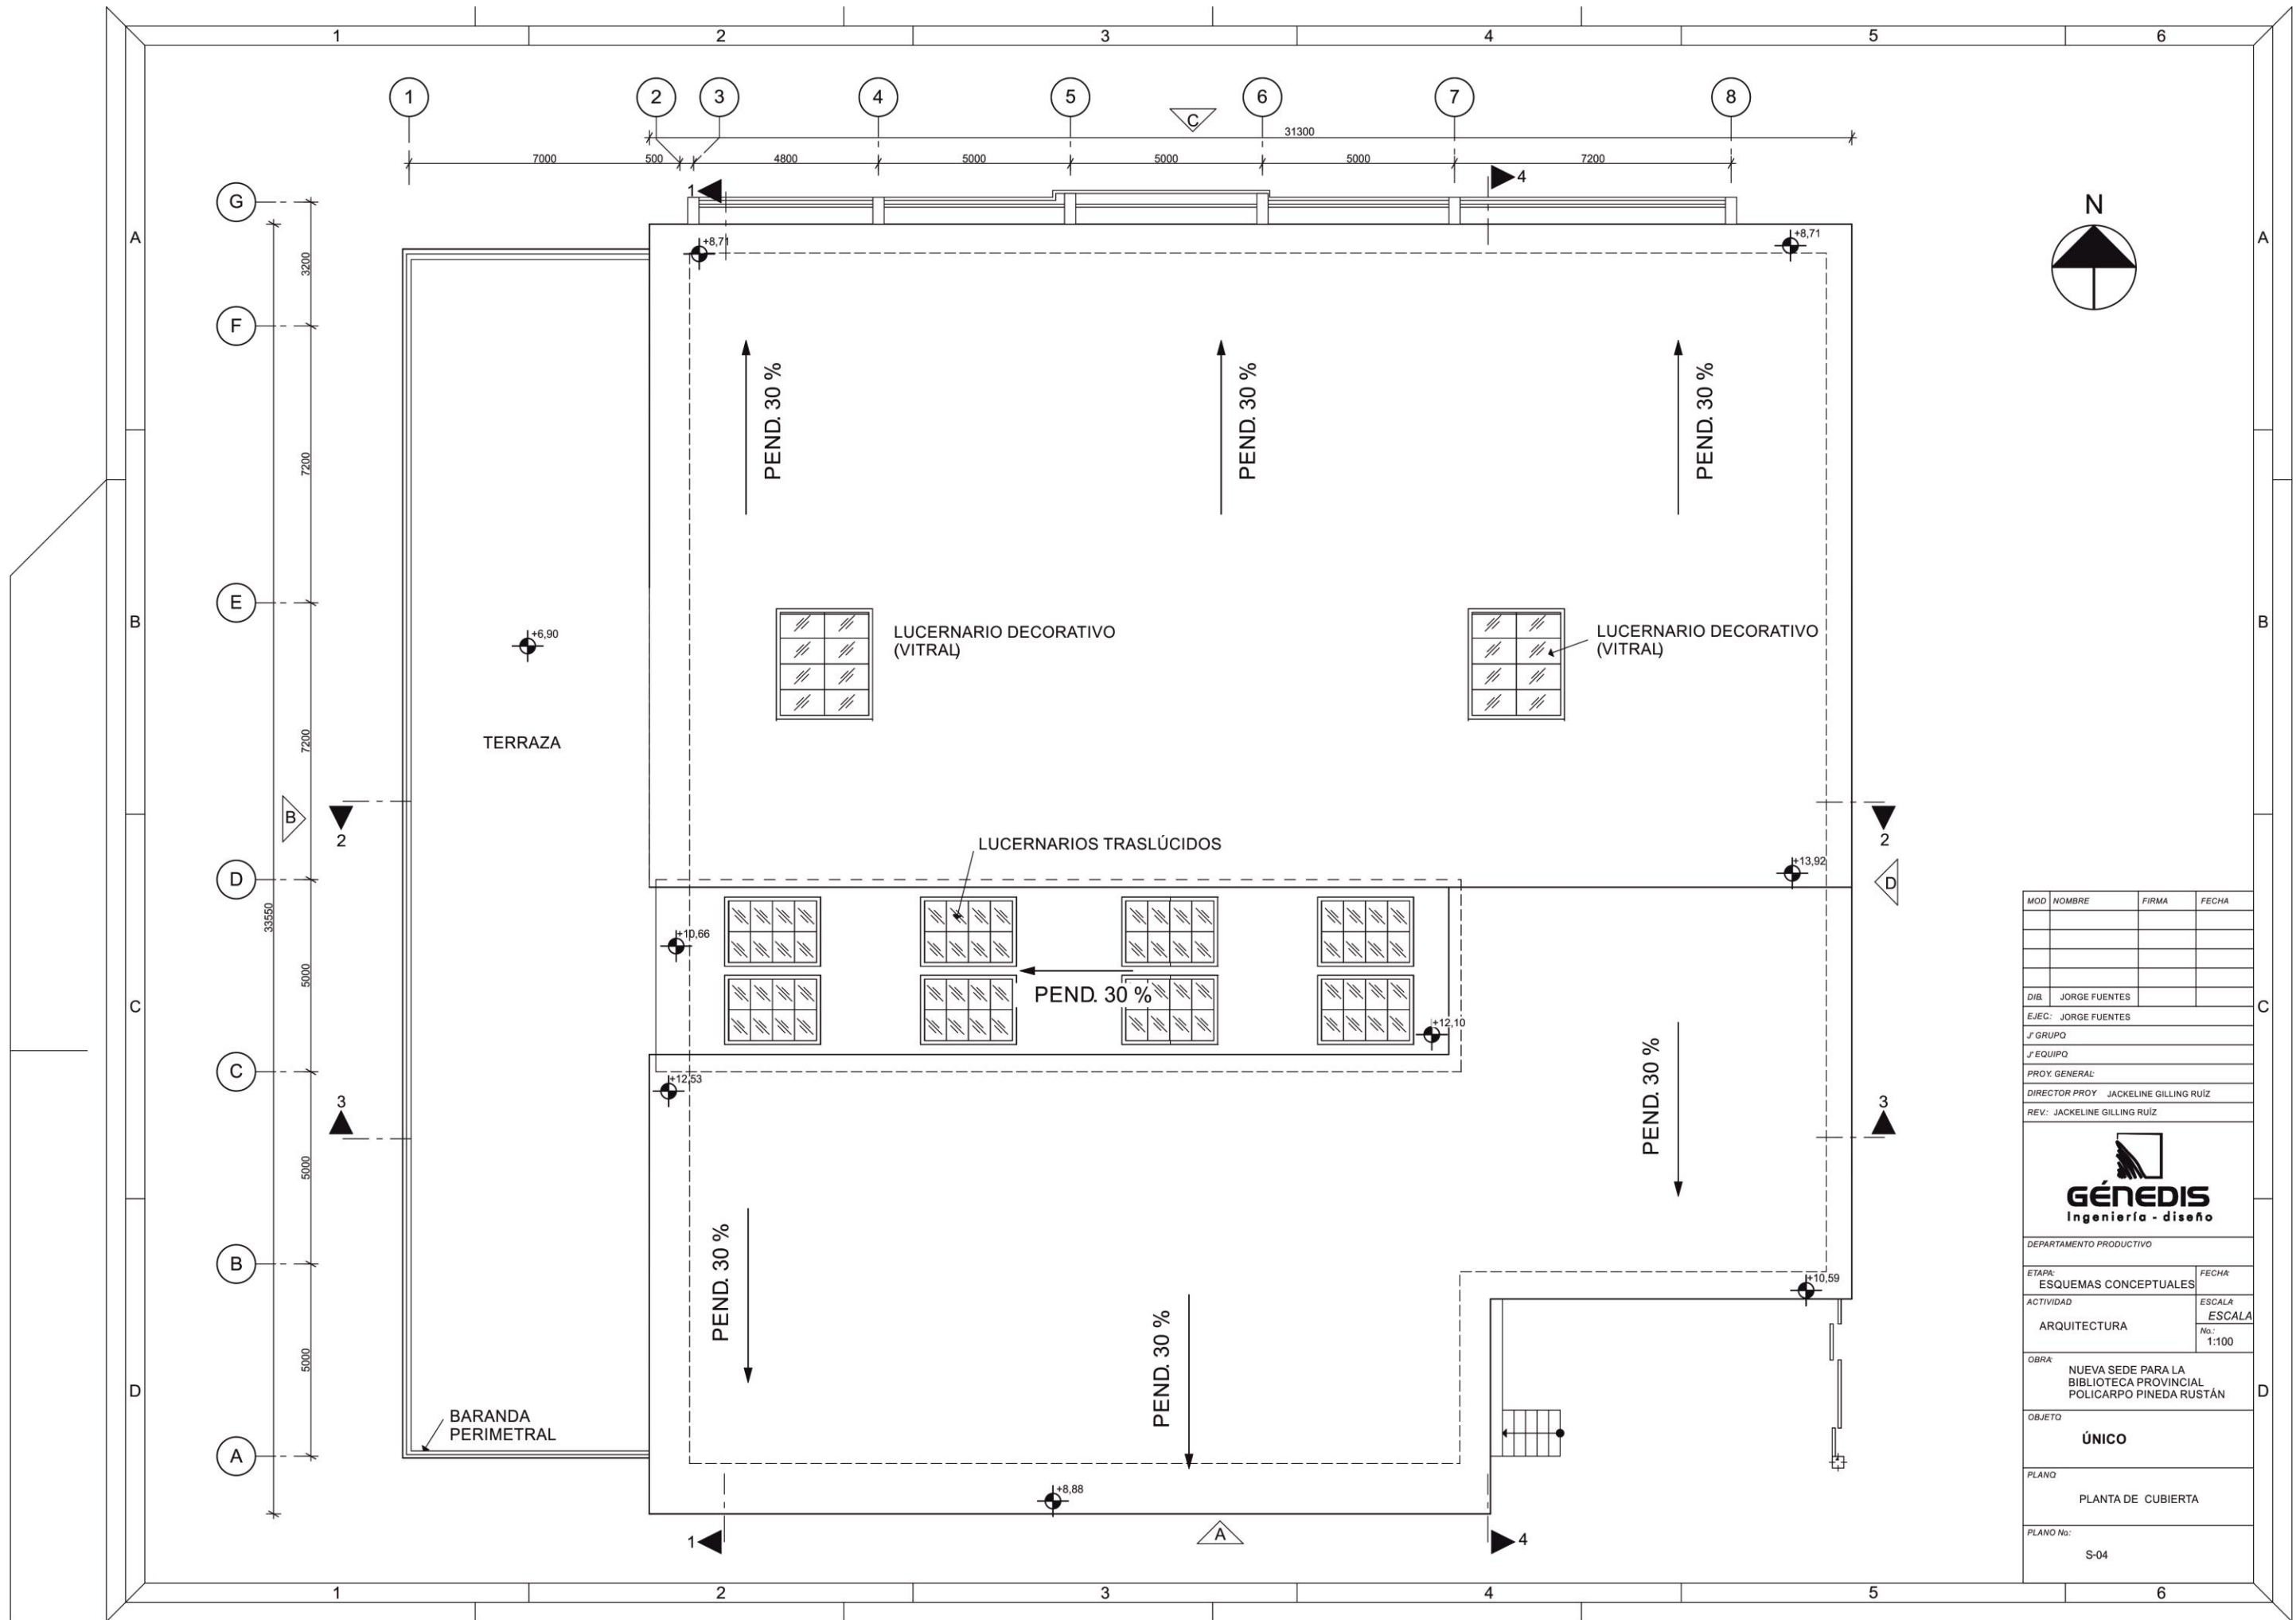 1 2 3 4 5 6
1 2 3 4 5 6 7 8
C
31300
7000 500 4800 5000 5000 5000 7200
1 4
G
N
A A
+8,71 +8,71
3200
F
PEND. 30 % PEND. 30 % PEND. 30 %
7200
E
B B
+6,90
LUCERNARIO DECORATIVO
(VITRAL)
LUCERNARIO DECORATIVO
(VITRAL)
TERRAZA
7200
B
2 2
LUCERNARIOS TRASLÚCIDOS
+13,92
D
D
33550
+10,66
5000
PEND. 30 %
C C
+12,10
C
+12,53
PEND. 30 %
3 3
5000
B
PEND. 30 %
+10,59
PEND. 30 %
5000
D D
BARANDA
PERIMETRAL
A
+8,88
1 A 4
1 2 3 4 5 6
MOD NOMBRE FIRMA FECHA
DIB. JORGE FUENTES
EJEC.: JORGE FUENTES
J' GRUPO
J' EQUIPO
PROY. GENERAL:
DIRECTOR PROY JACKELINE GILLING RUÍZ
REV.: JACKELINE GILLING RUÍZ
GÉNEDIS
Ingeniería - diseño
DEPARTAMENTO PRODUCTIVO
ETAPA: FECHA:
ESQUEMAS CONCEPTUALES
ACTIVIDAD ESCALA:
ESCALA
ARQUITECTURA
No.:
1:100
OBRA:
NUEVA SEDE PARA LA
BIBLIOTECA PROVINCIAL
POLICARPO PINEDA RUSTÁN
OBJETO
ÚNICO
PLANO
PLANTA DE CUBIERTA
PLANO No.:
S-04